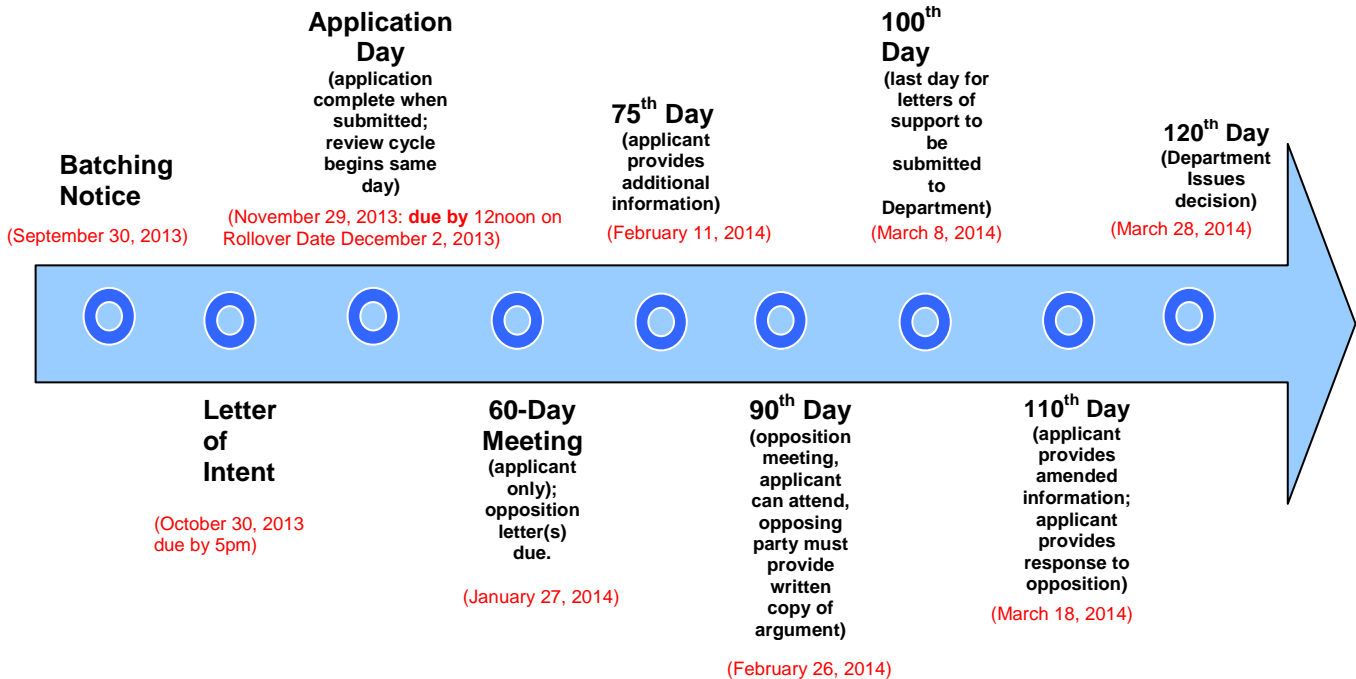 Batching
Notice
(September 30, 2013)
Letter
of
Intent
(October 30, 2013
due by 5pm)
Application
Day
(application
complete when
submitted;
review cycle
begins same
day)
(November 29, 2013: due by 12noon on
Rollover Date December 2, 2013)
60-Day
Meeting
(applicant
only);
opposition
letter(s)
due.
(January 27, 2014)
75th Day
(applicant
provides
additional
information)
(February 11, 2014)
90th Day
(opposition
meeting,
applicant
can attend,
opposing
party must
provide
written
copy of
argument)
(February 26, 2014)
100th
Day
(last day for
letters of
support to
be
submitted
to
Department)
(March 8, 2014)
110th Day
(applicant
provides
amended
information;
applicant
provides
response to
opposition)
(March 18, 2014)
120th Day
(Department
Issues
decision)
(March 28, 2014)